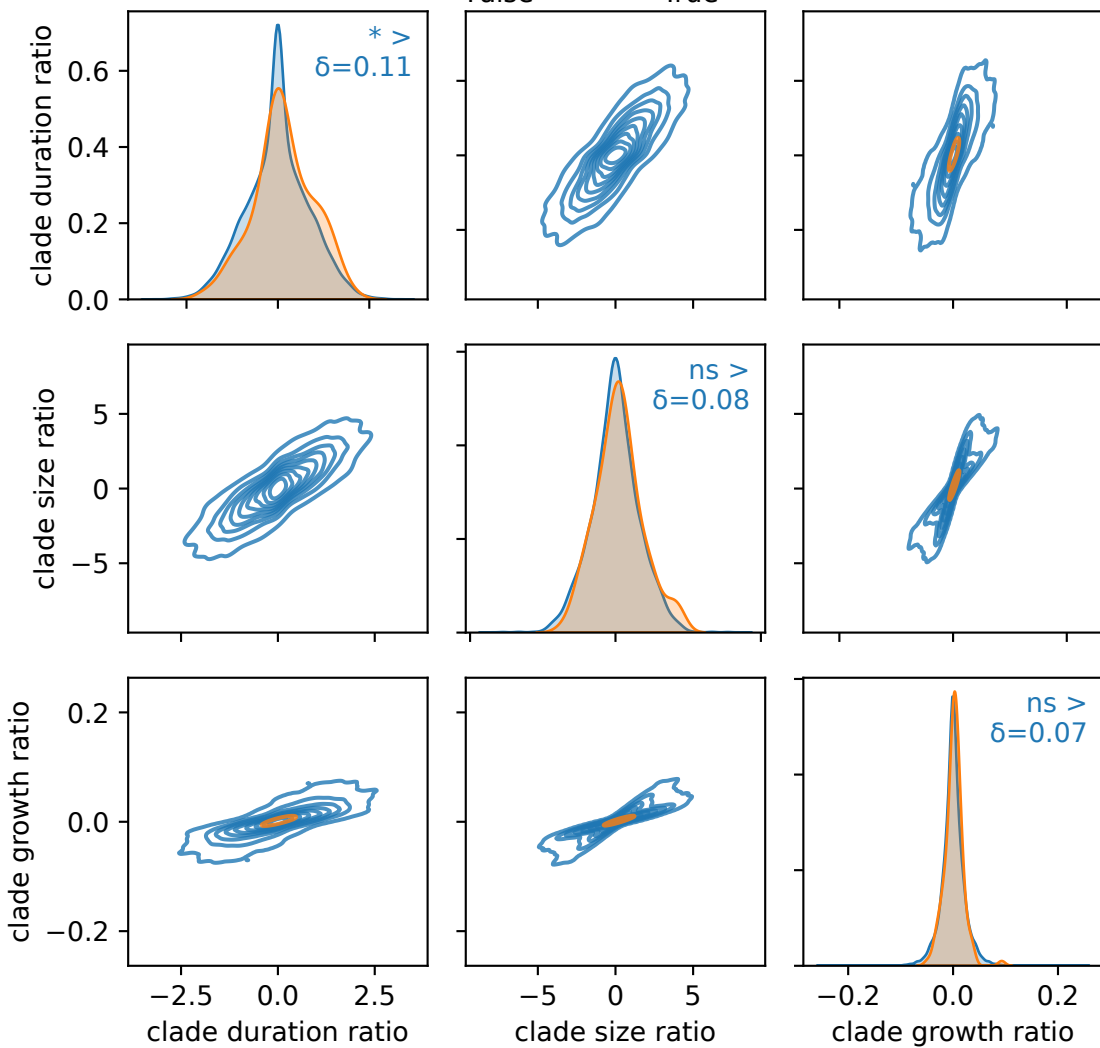 clade duration ratio
0.6
0.4
0.2
0.0
* >
δ=0.11
clade size ratio
5
0
−5
ns >
δ=0.08
clade growth ratio
0.2
0.0
−0.2
ns >
δ=0.07
−2.5 0.0 2.5
−5 0 5
−0.2 0.0 0.2
clade duration ratio
clade size ratio
clade growth ratio